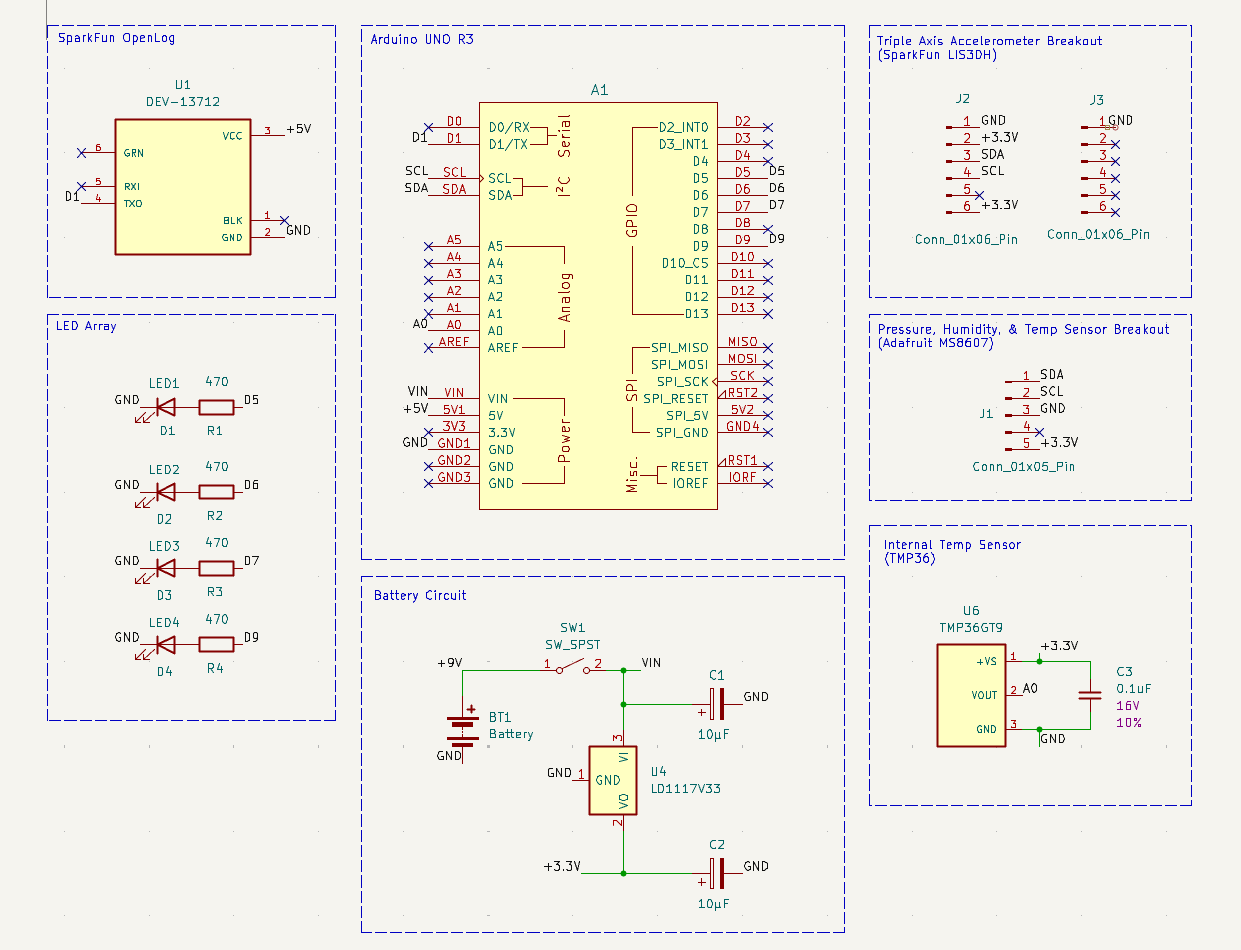 SparkFun OpenLog
U1
DEV-13712
VCC 3 +5V
6 GRN
5 RXI
D1 4 TXO
BLK 1
GND 2 GND
LED Array
LED1 470
GND D5
D1 R1
LED2 470
GND D6
D2 R2
LED3 470
GND D7
D3 R3
LED4 470
GND D9
D4 R4
Arduino UNO R3
A1
D0 D0/RX D2_INT0 D2
D1 D1 D1/TX D3_INT1 D3
Serial
D4 D4
SCL SCL SCL D5 D5 D5
SDA SDA SDA D6 D6 D6
I²C
D7 D7 D7
GPIO
D8 D8
A5 A5 D9 D9 D9
A4 A4 D10_CS D10
A3 A3 D11 D11
A2 A2 D12 D12
A1 A1 D13 D13
A0 A0 A0
Analog
AREF AREF SPI_MISO MISO
SPI_MOSI MOSI
SPI_SCK SCK
SPI
VIN VIN VIN SPI_RESET RST2
+5V 5V1 5V SPI_5V 5V2
3V3 3.3V SPI_GND GND4
GND GND1 GND
Power
GND2 GND RESET RST1
GND3 GND IOREF IORF
Misc.
Battery Circuit
SW1
SW_SPST
+9V 1 2 VIN
C1
+ GND
10µF
+
BT1
Battery
GND
3
VI
GND 1 GND
U4
LD1117V33
VO
2
C2
+3.3V + GND
10µF
Triple Axis Accelerometer Breakout
(SparkFun LIS3DH)
J2 J3
1 GND 1 GND
2 +3.3V 2
3 SDA 3
4 SCL 4
5 5
6 +3.3V 6
Conn_01x06_Pin Conn_01x06_Pin
Pressure, Humidity, & Temp Sensor Breakout
(Adafruit MS8607)
1 SDA
2 SCL
J1 3 GND
4
5 +3.3V
Conn_01x05_Pin
Internal Temp Sensor
(TMP36)
U6
TMP36GT9
+3.3V
+VS 1
C3
0.1uF
VOUT 2 A0
16V
10%
GND 3
GND